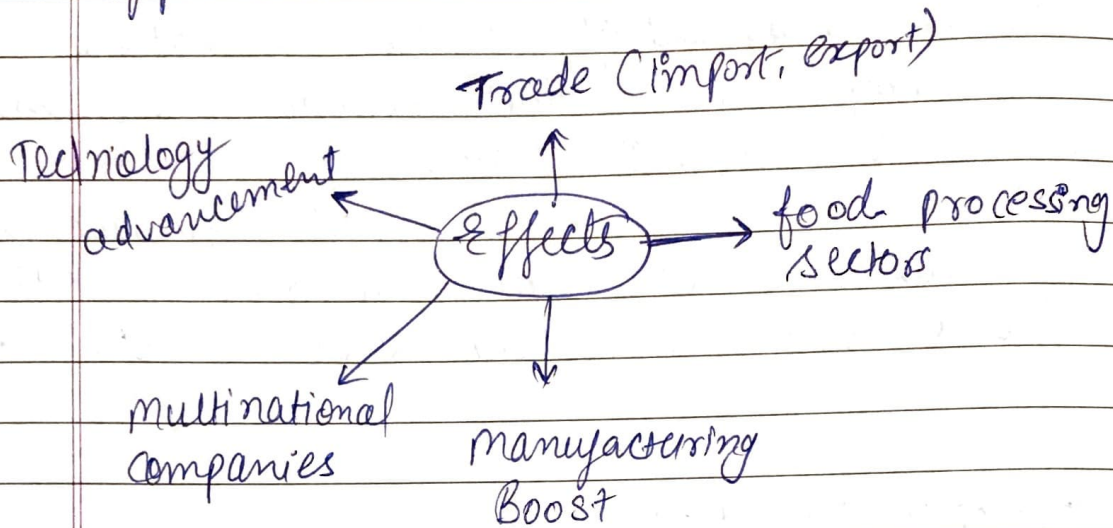 Trade (import, export)
Technology
advancement
Effects
food processing
sectors
multinational
companies
Manufacturing
Boost